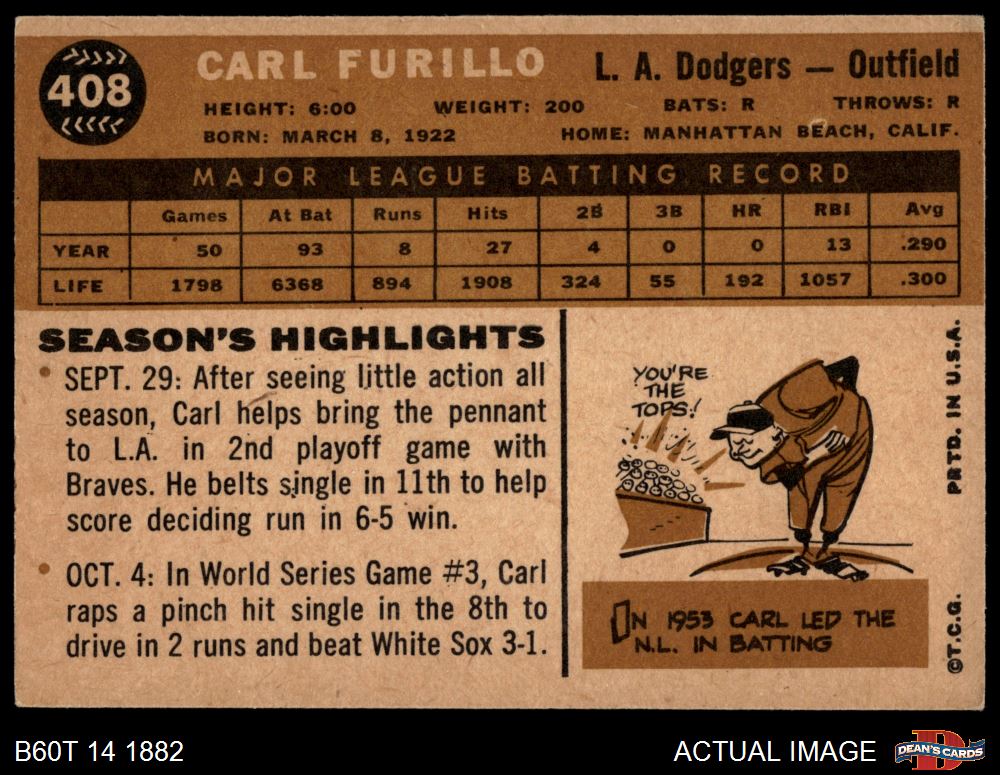 408
CARL FURILLO
L. A. Dodgers — Outfield
HEIGHT: 6:00 WEIGHT: 200 BATS: R THROWS: R
BORN: MARCH 8, 1922 HOME: MANHATTAN BEACH, CALIF.
MAJOR LEAGUE BATTING RECORD
Games At Bat Runs Hits 2B 3B HR RBI Avg
YEAR 50 93 8 27 4 0 0 13 .290
LIFE 1798 6368 894 1908 324 55 192 1057 .300
SEASON'S HIGHLIGHTS
• SEPT. 29: After seeing little action all
season, Carl helps bring the pennant
to L.A. in 2nd playoff game with
Braves. He belts single in 11th to help
score deciding run in 6-5 win.
• OCT. 4: In World Series Game #3, Carl
raps a pinch hit single in the 8th to
drive in 2 runs and beat White Sox 3-1.
YOU'RE
THE
TOPS!
IN 1953 CARL LED THE
N.L. IN BATTING
©T.C.G. PRTD. IN U.S.A.
B60T 14 1882
ACTUAL IMAGE
DEAN'S CARDS